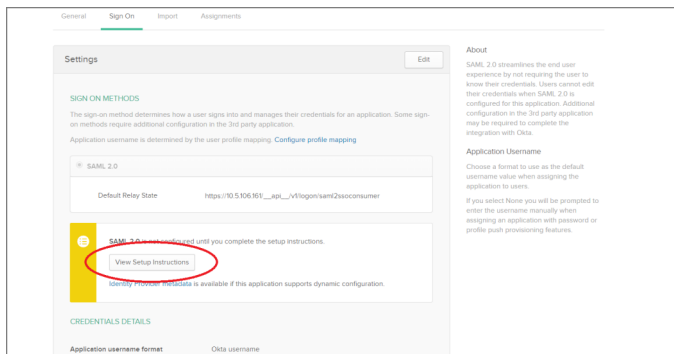 General Sign On Import Assignments
Settings
Edit
SIGN ON METHODS
The sign-on method determines how a user signs into and manages their credentials for an application. Some sign-
on methods require additional configuration in the 3rd party application.
Application username is determined by the user profile mapping. Configure profile mapping
SAML 2.0
Default Relay State https://10.5.106.161/__api__/v1/logon/saml2ssoconsumer
SAML 2.0 is not configured until you complete the setup instructions.
View Setup Instructions
Identity Provider metadata is available if this application supports dynamic configuration.
CREDENTIALS DETAILS
Application username format Okta username
About
SAML 2.0 streamlines the end user
experience by not requiring the user to
know their credentials. Users cannot edit
their credentials when SAML 2.0 is
configured for this application. Additional
configuration in the 3rd party application
may be required to complete the
integration with Okta.
Application Username
Choose a format to use as the default
username value when assigning the
application to users.
If you select None you will be prompted to
enter the username manually when
assigning an application with password or
profile push provisioning features.